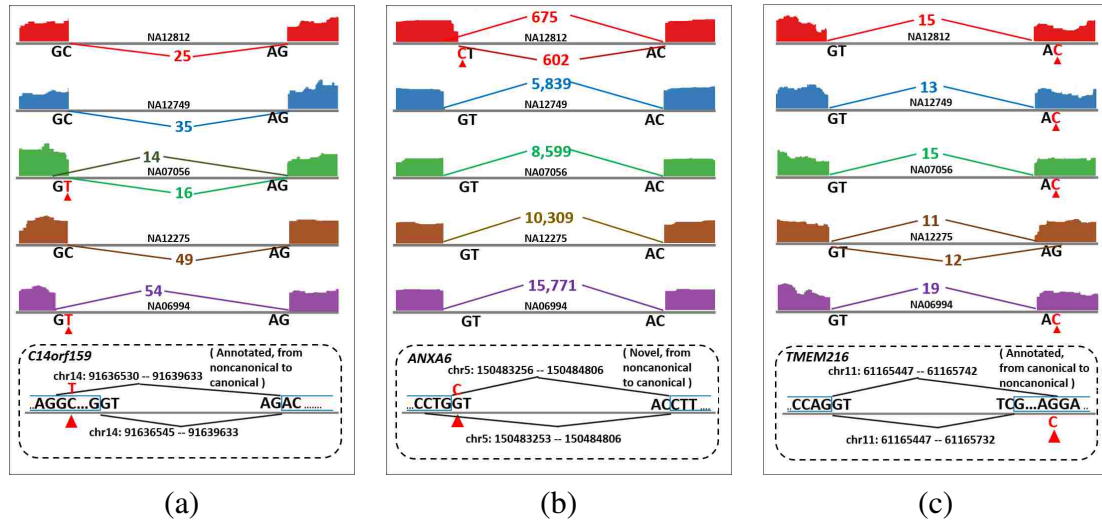 GC
NA12812
25
AG
GC
NA12749
35
AG
14
NA07056
GT
16
AG
GC
NA12275
49
AG
54
NA06994
GT
AG
C14orf159
( Annotated, from noncanonical to canonical )
chr14: 91636530 -- 91639633
T
..AGGC...GGT
AGAC.......
chr14: 91636545 -- 91639633
(a)
675
NA12812
CT
602
AC
5,839
NA12749
GT
AC
8,599
NA07056
GT
AC
10,309
NA12275
GT
AC
15,771
NA06994
GT
AC
ANXA6
( Novel, from noncanonical to canonical )
chr5: 150483256 -- 150484806
C
...CCTGGT
ACCTT....
chr5: 150483253 -- 150484806
(b)
15
NA12812
GT
AC
13
NA12749
GT
AC
15
NA07056
GT
AC
11
NA12275
GT
12
AG
19
NA06994
GT
AC
TMEM216
( Annotated, from canonical to noncanonical )
chr11: 61165447 -- 61165742
..CCAGGT
TCG...AGGA..
C
chr11: 61165447 -- 61165732
(c)